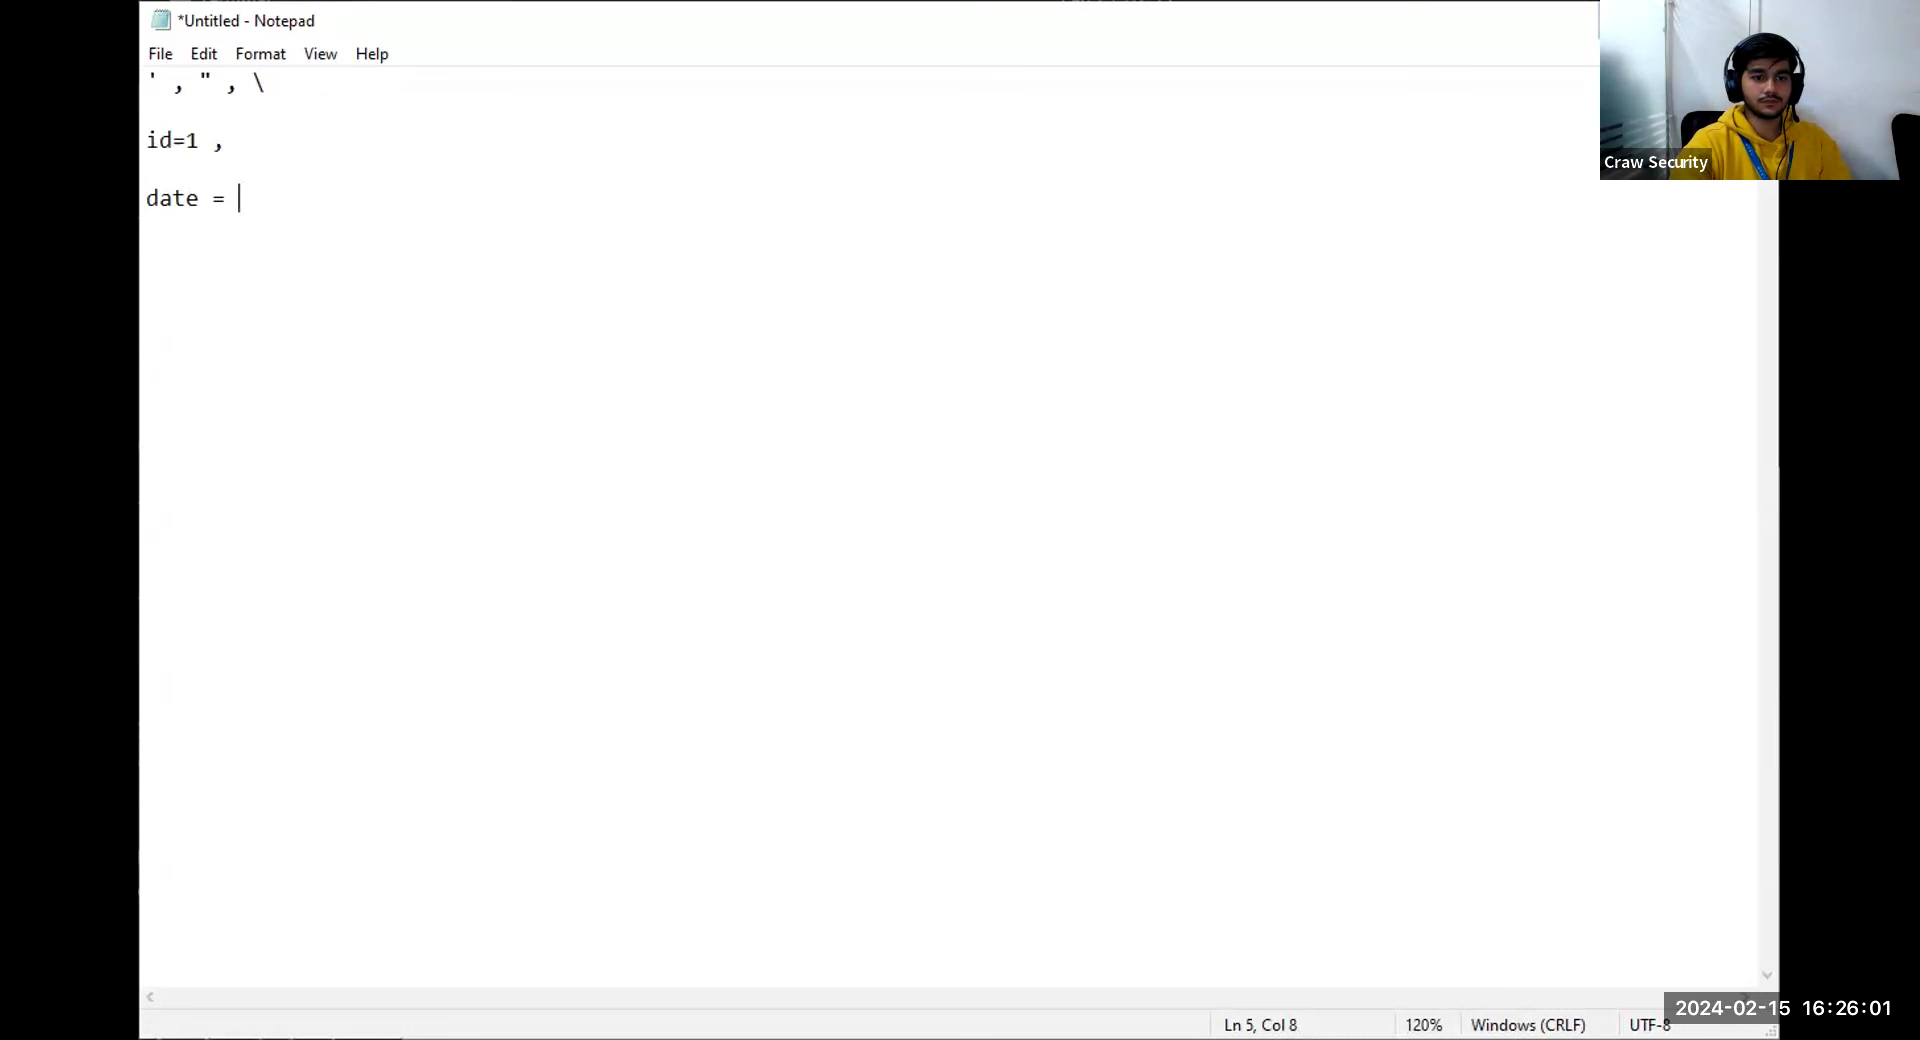 *Untitled - Notepad
File Edit Format View Help
' , " , \
id=1 ,
date =
Craw Security
Ln 5, Col 8 120% Windows (CRLF) UTF-8
2024-02-15 16:26:01